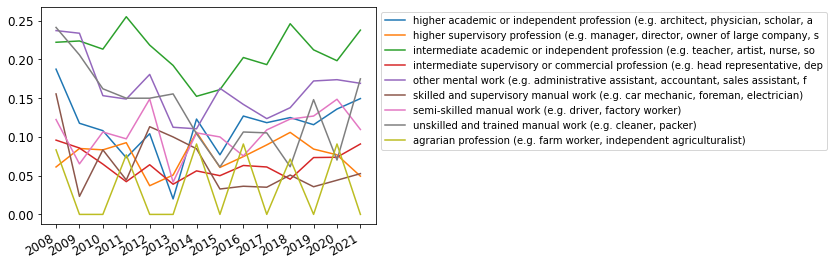 0.25
0.20
0.15
0.10
0.05
0.00
2008
2009
2010
2011
2012
2013
2014
2015
2016
2017
2018
2019
2020
2021
higher academic or independent profession (e.g. architect, physician, scholar, a
higher supervisory profession (e.g. manager, director, owner of large company, s
intermediate academic or independent profession (e.g. teacher, artist, nurse, so
intermediate supervisory or commercial profession (e.g. head representative, dep
other mental work (e.g. administrative assistant, accountant, sales assistant, f
skilled and supervisory manual work (e.g. car mechanic, foreman, electrician)
semi-skilled manual work (e.g. driver, factory worker)
unskilled and trained manual work (e.g. cleaner, packer)
agrarian profession (e.g. farm worker, independent agriculturalist)